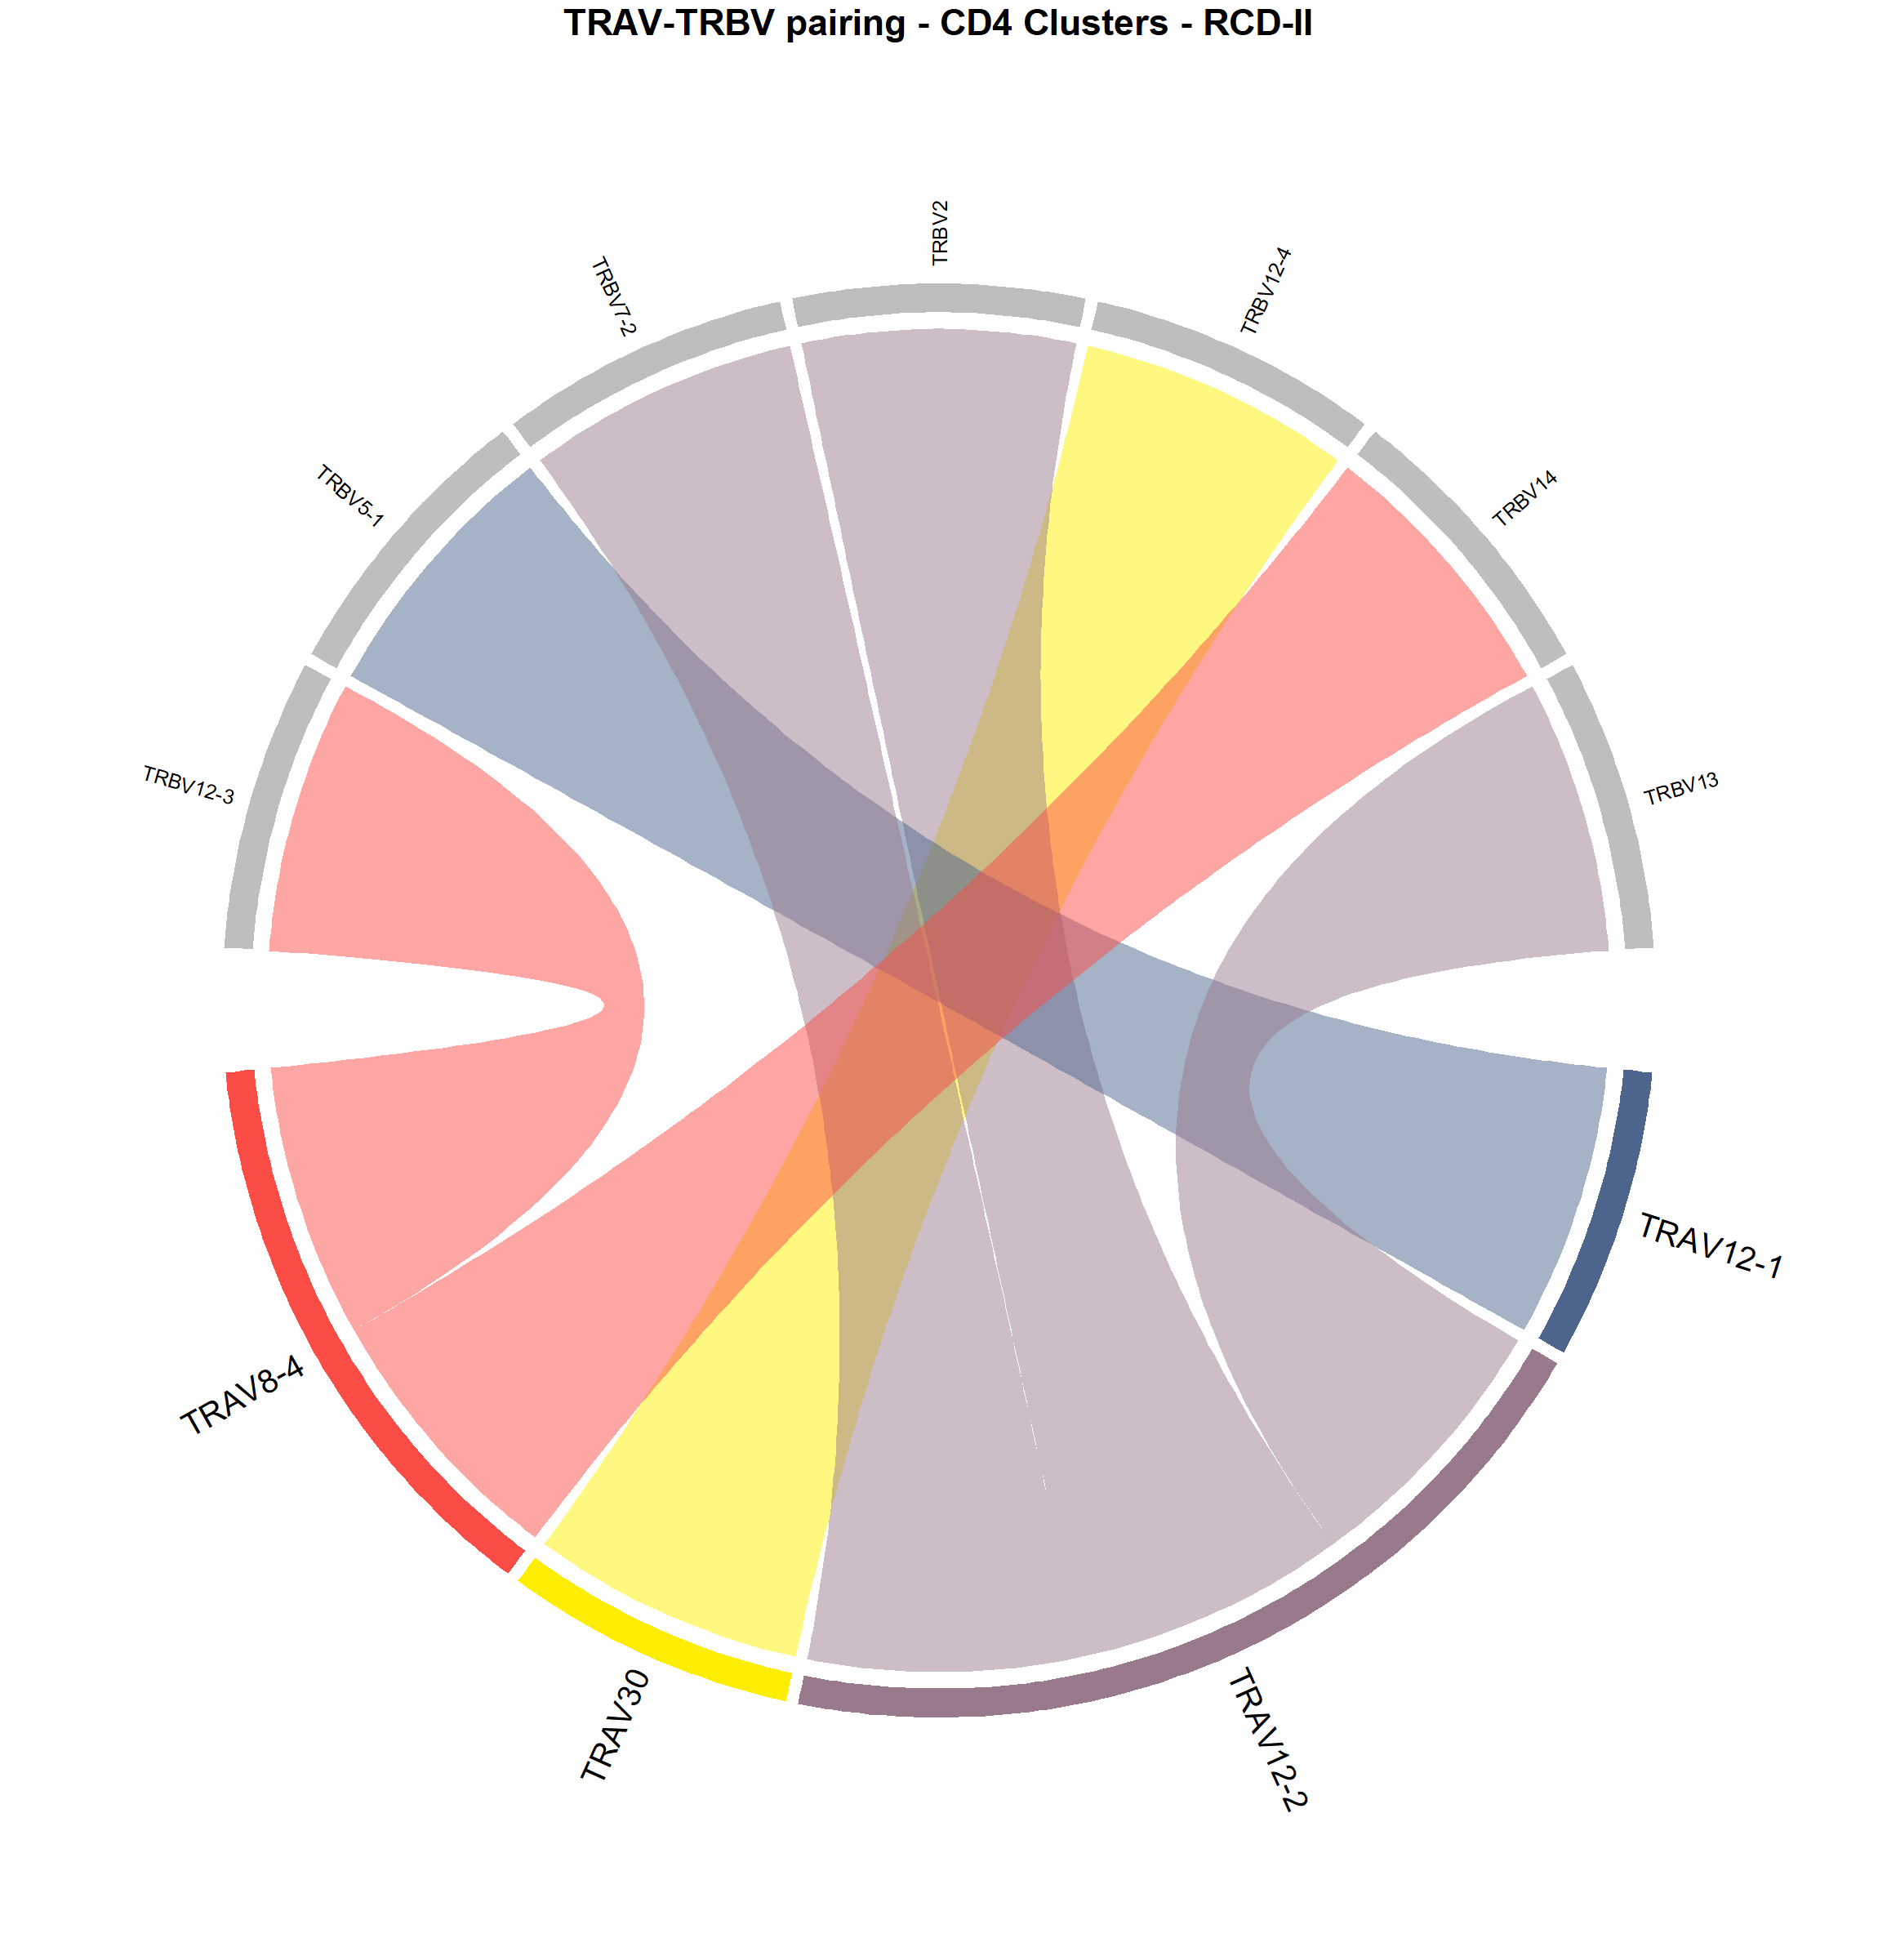 TRAV-TRBV pairing - CD4 Clusters - RCD-II
TRBV2
TRBV7-2
TRBV12-4
TRBV5-1
TRBV14
TRBV12-3
TRBV13
TRAV12-1
TRAV8-4
TRAV30
TRAV12-2